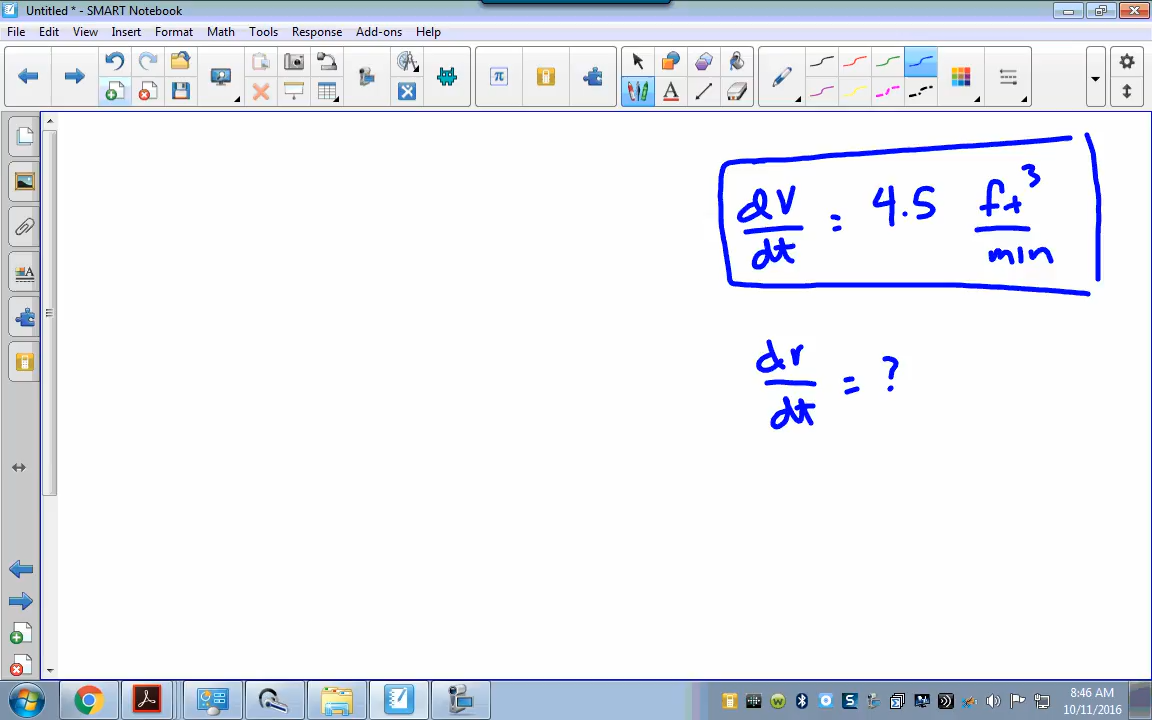 Untitled * - SMART Notebook
File Edit View Insert Format Math Tools Response Add-ons Help
dV/dt = 4.5 ft³/min
dr/dt = ?
8:46 AM
10/11/2016